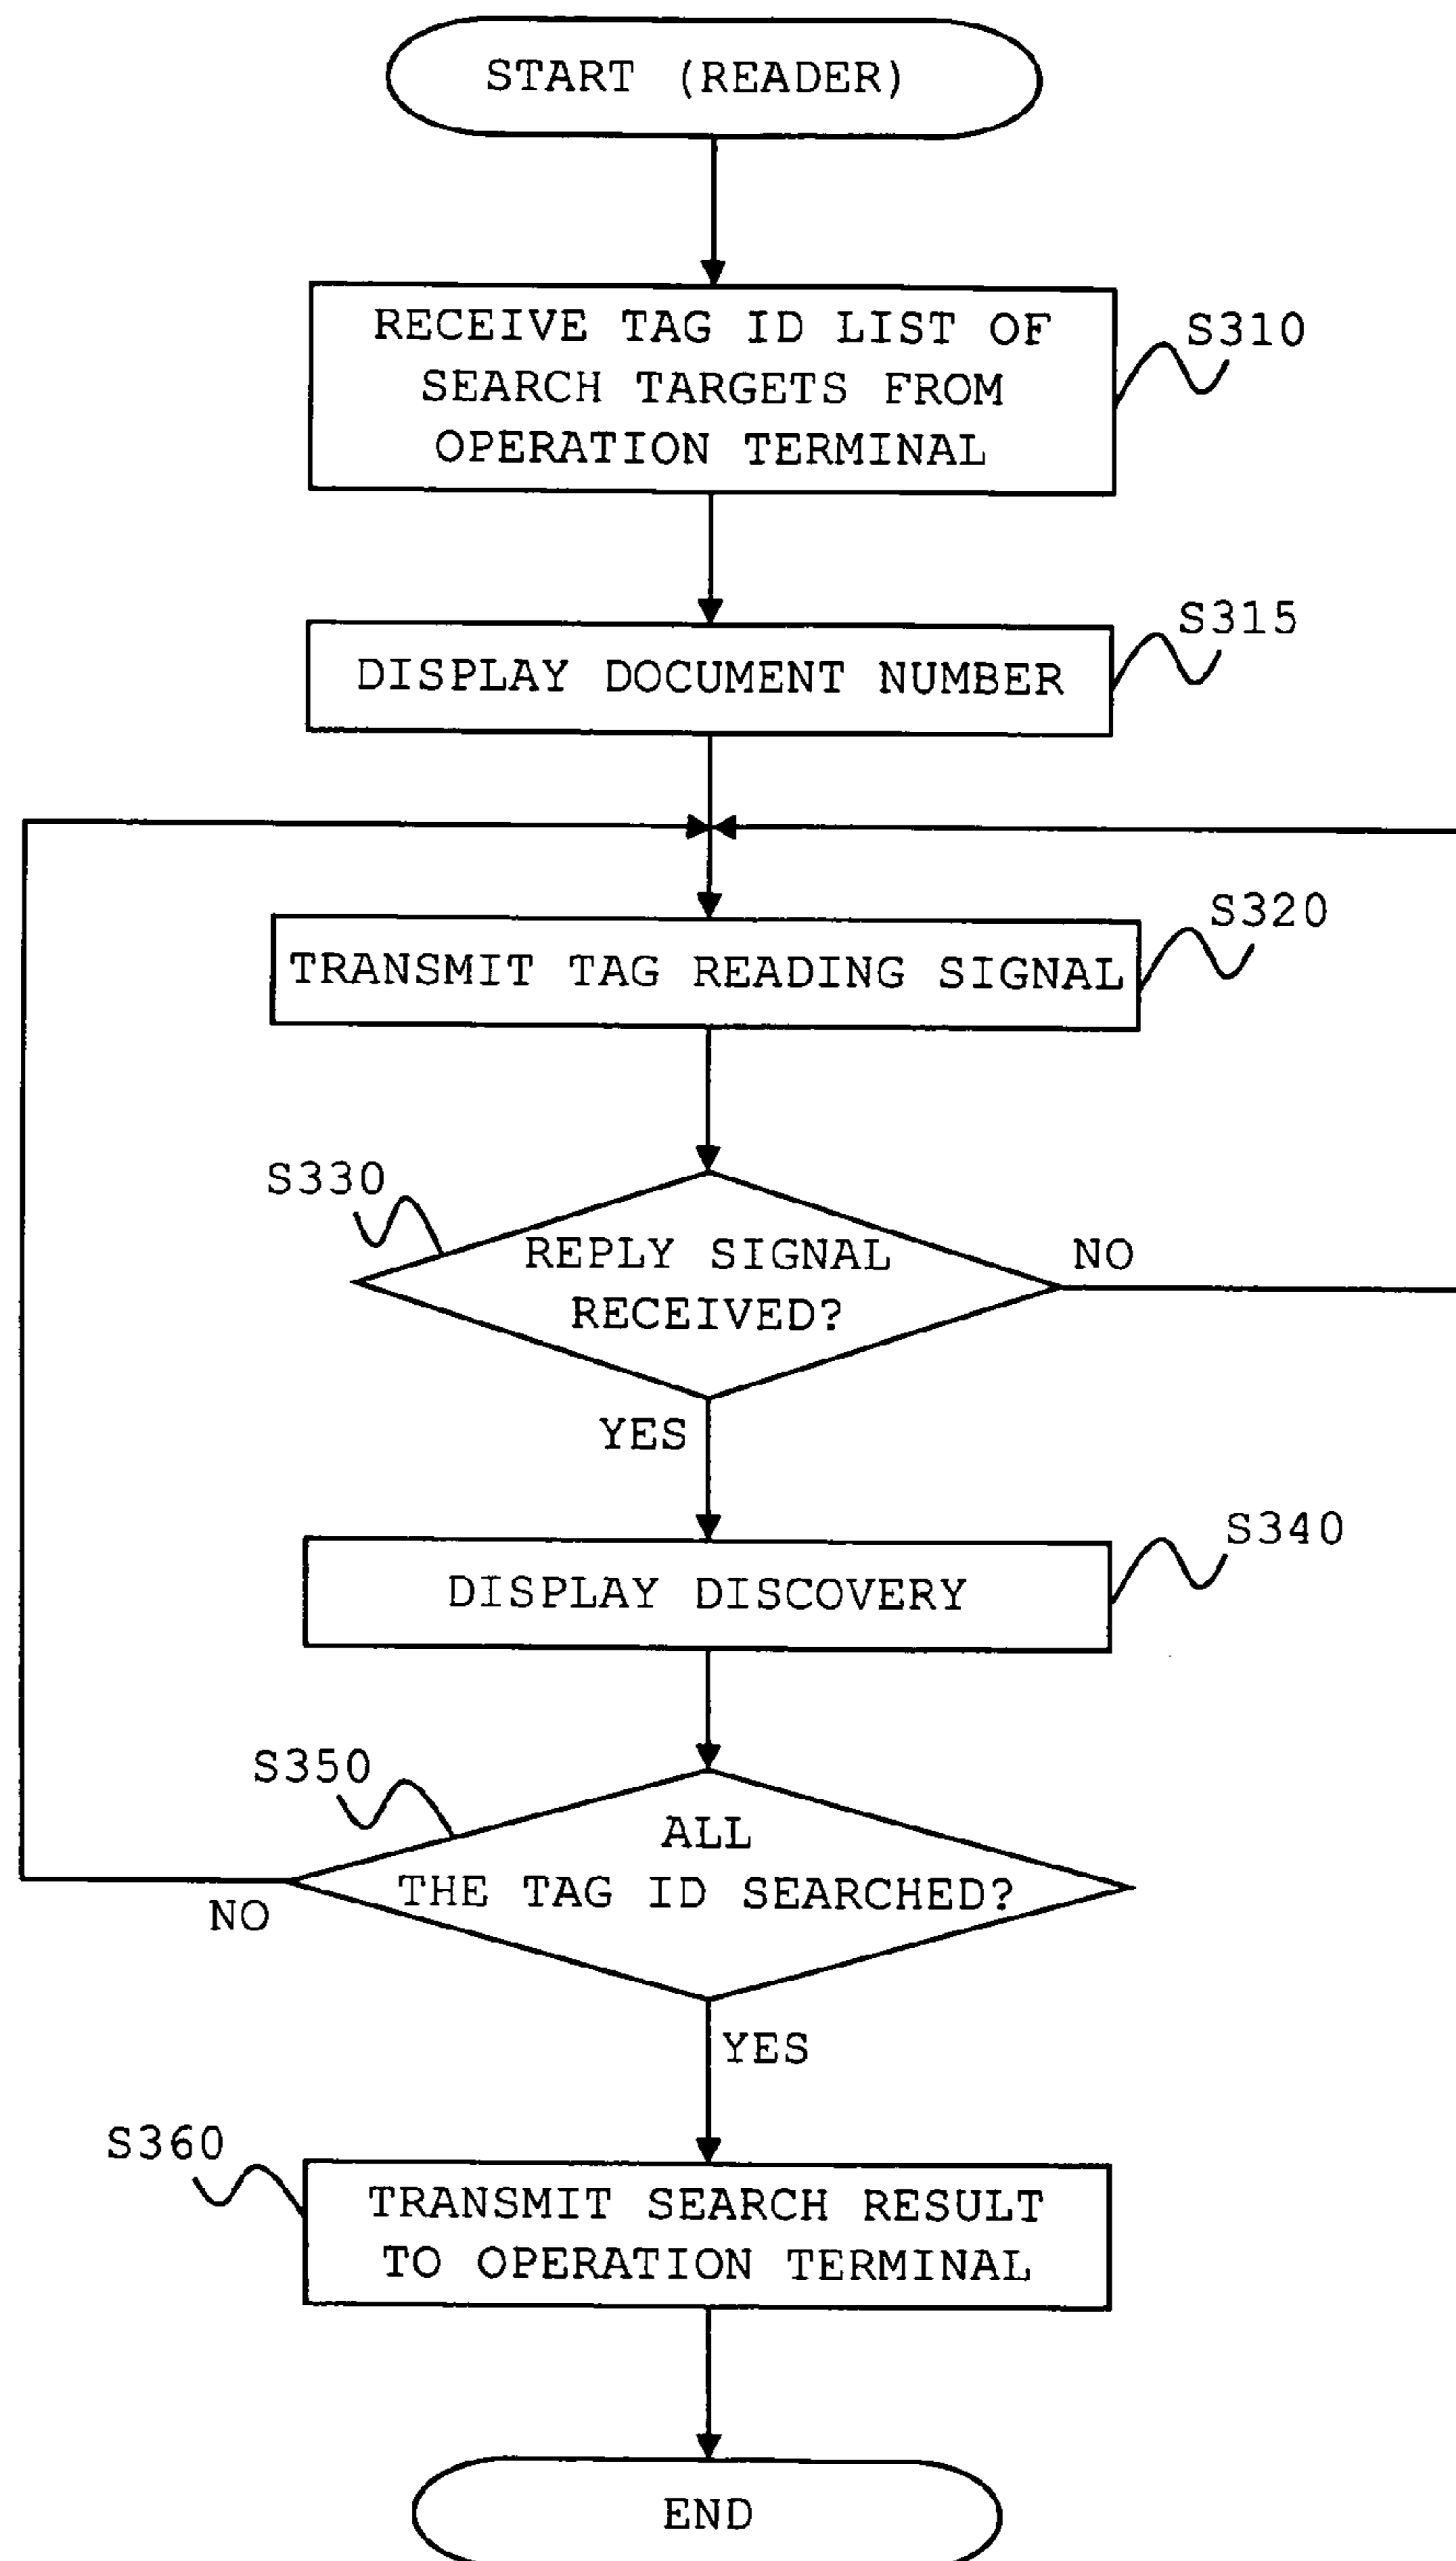 START (READER)
RECEIVE TAG ID LIST OF
SEARCH TARGETS FROM
OPERATION TERMINAL
S310
DISPLAY DOCUMENT NUMBER
S315
TRANSMIT TAG READING SIGNAL
S320
S330
REPLY SIGNAL
RECEIVED?
NO
YES
DISPLAY DISCOVERY
S340
S350
ALL
THE TAG ID SEARCHED?
NO
YES
S360
TRANSMIT SEARCH RESULT
TO OPERATION TERMINAL
END